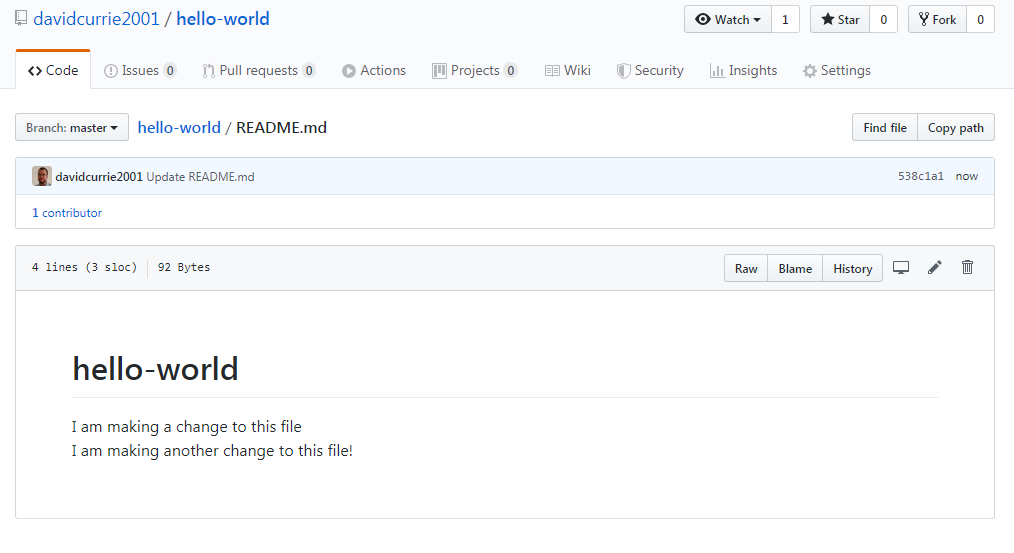 davidcurrie2001 / hello-world Watch 1 Star 0 Fork 0
Code Issues 0 Pull requests 0 Actions Projects 0 Wiki Security Insights Settings
Branch: master hello-world / README.md Find file Copy path
davidcurrie2001 Update README.md 538c1a1 now
1 contributor
4 lines (3 sloc) 92 Bytes Raw Blame History
hello-world
I am making a change to this file
I am making another change to this file!